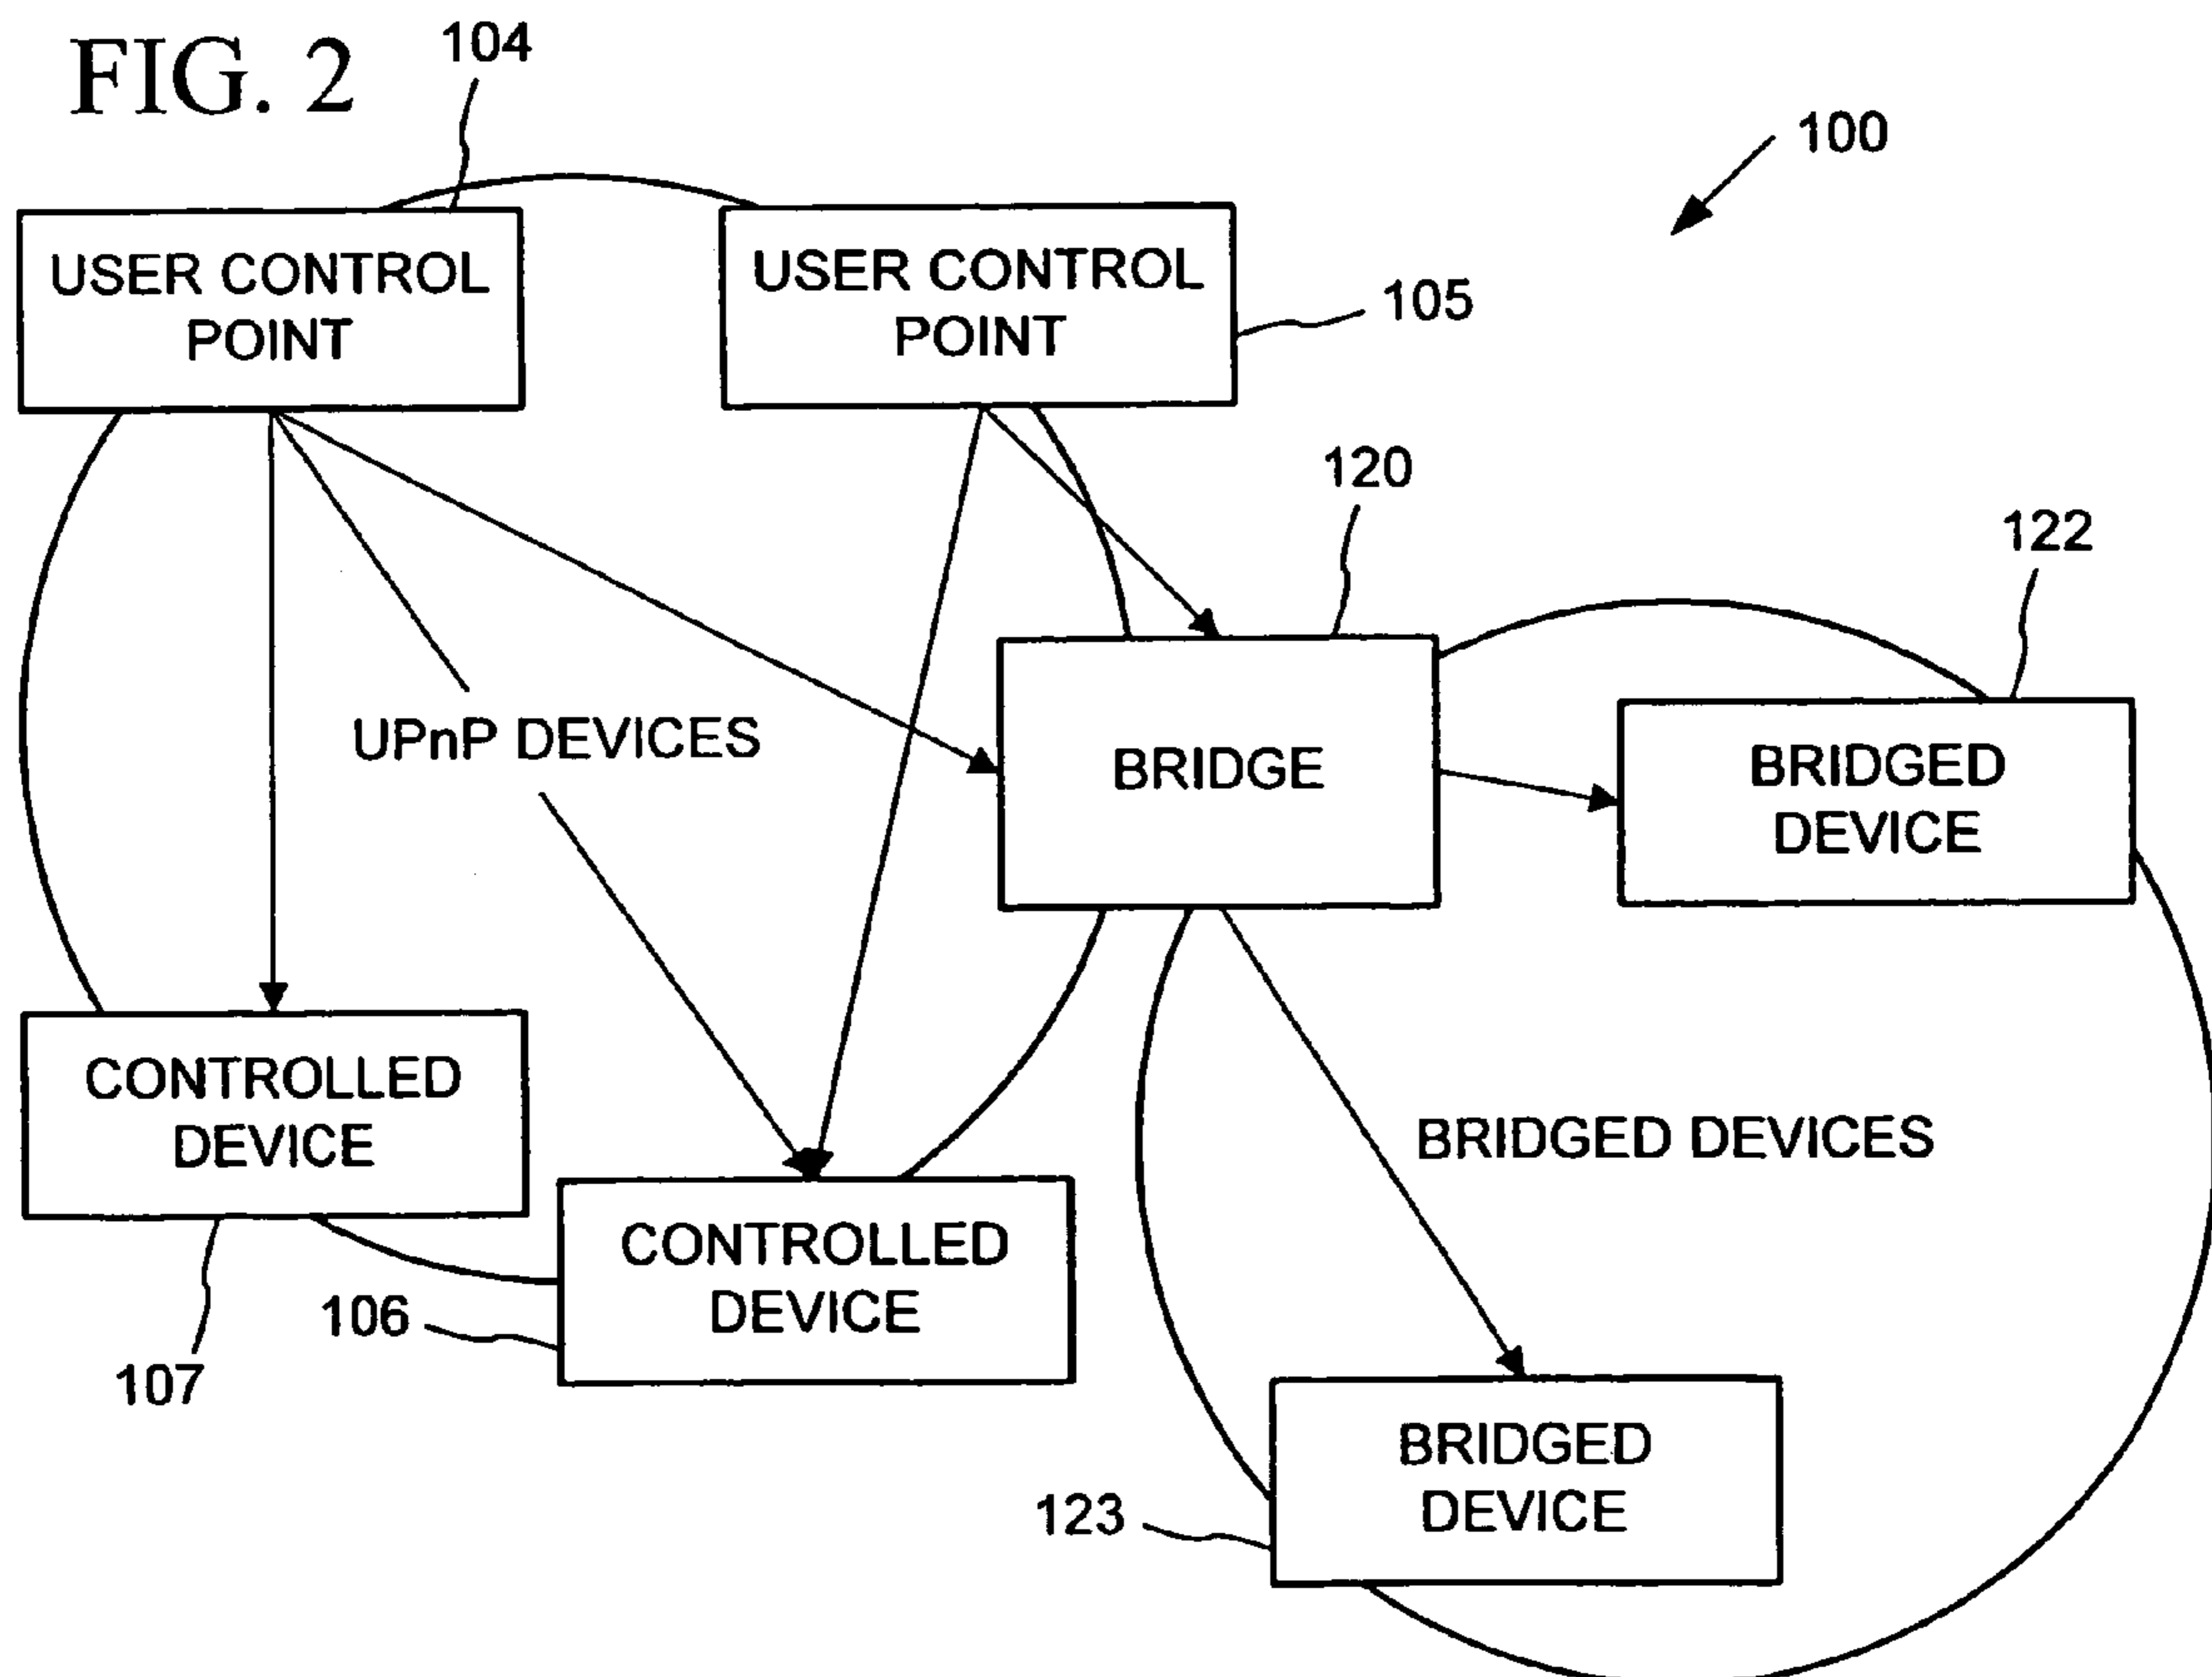 FIG. 2
104
100
USER CONTROL
POINT
USER CONTROL
POINT
105
120
122
UPnP DEVICES
BRIDGE
BRIDGED
DEVICE
CONTROLLED
DEVICE
BRIDGED DEVICES
CONTROLLED
DEVICE
106
107
BRIDGED
DEVICE
123